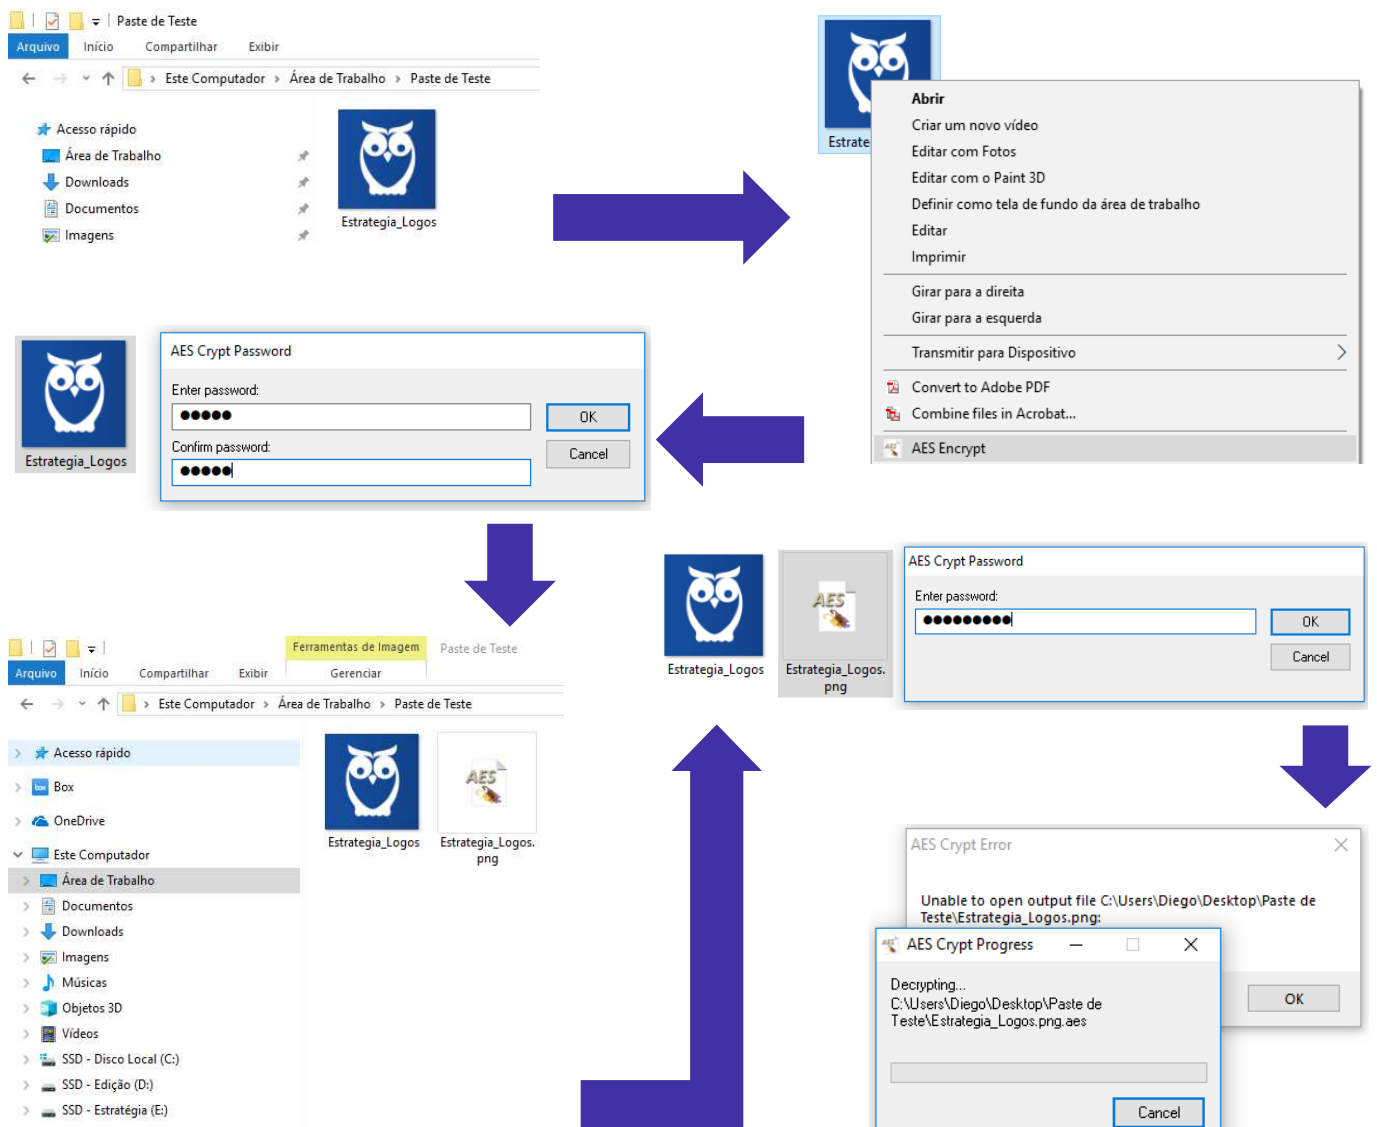 Paste de Teste
Arquivo Início Compartilhar Exibir
Este Computador > Área de Trabalho > Paste de Teste
Acesso rápido
Área de Trabalho
Downloads
Documentos
Imagens
Estrategia_Logos
Estrate
Abrir
Criar um novo vídeo
Editar com Fotos
Editar com o Paint 3D
Definir como tela de fundo da área de trabalho
Editar
Imprimir
Girar para a direita
Girar para a esquerda
Transmitir para Dispositivo
Convert to Adobe PDF
Combine files in Acrobat...
AES Encrypt
Estrategia_Logos
AES Crypt Password
Enter password:
OK
Confirm password:
Cancel
Paste de Teste
Ferramentas de Imagem
Arquivo Início Compartilhar Exibir Gerenciar
Este Computador > Área de Trabalho > Paste de Teste
Acesso rápido
box Box
OneDrive
Este Computador
Área de Trabalho
Documentos
Downloads
Imagens
Músicas
Objetos 3D
Vídeos
SSD - Disco Local (C:)
SSD - Edição (D:)
SSD - Estratégia (E:)
Estrategia_Logos
AES
Estrategia_Logos.
png
Estrategia_Logos
AES
Estrategia_Logos.
png
AES Crypt Password
Enter password:
OK
Cancel
AES Crypt Error
Unable to open output file C:\Users\Diego\Desktop\Paste de
Teste\Estrategia_Logos.png:
OK
AES Crypt Progress
Decrypting...
C:\Users\Diego\Desktop\Paste de
Teste\Estrategia_Logos.png.aes
Cancel